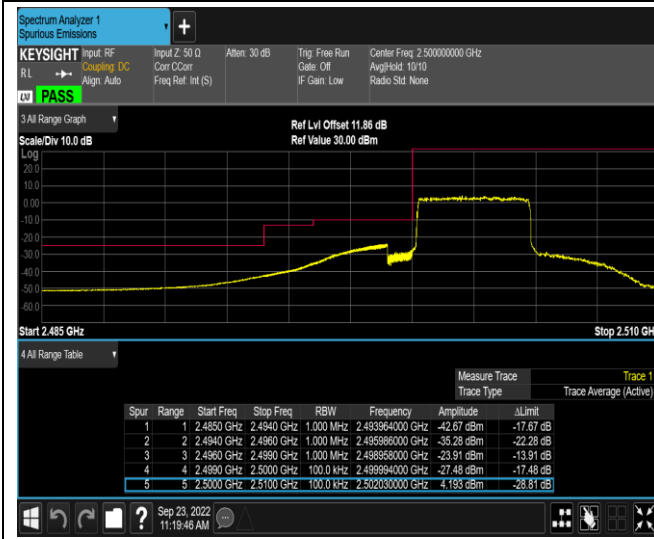 Spectrum Analyzer 1
Spurious Emissions
KEYSIGHT Input: RF Input Z: 50 Ω Atten: 30 dB Trig: Free Run Center Freq: 2.500000000 GHz
RL Coupling: DC Corr CCorr Gate: Off Avg|Hold: 10/10
Align: Auto Freq Ref: Int (S) IF Gain: Low Radio Std: None
LXI PASS
3 All Range Graph
Ref Lvl Offset 11.86 dB
Scale/Div 10.0 dB Ref Value 30.00 dBm
Log
20.0
10.0
0.00
-10.0
-20.0
-30.0
-40.0
-50.0
-60.0
Start 2.485 GHz Stop 2.510 GH
4 All Range Table
Measure Trace Trace 1
Trace Type Trace Average (Active)
Spur Range Start Freq Stop Freq RBW Frequency Amplitude ΔLimit
1 1 2.4850 GHz 2.4940 GHz 1.000 MHz 2.493964000 GHz -42.67 dBm -17.67 dB
2 2 2.4940 GHz 2.4960 GHz 1.000 MHz 2.495986000 GHz -35.28 dBm -22.28 dB
3 3 2.4960 GHz 2.4990 GHz 1.000 MHz 2.498958000 GHz -23.91 dBm -13.91 dB
4 4 2.4990 GHz 2.5000 GHz 100.0 kHz 2.499994000 GHz -27.48 dBm -17.48 dB
5 5 2.5000 GHz 2.5100 GHz 100.0 kHz 2.502030000 GHz 4.193 dBm -28.81 dB
? Sep 23, 2022
11:19:46 AM